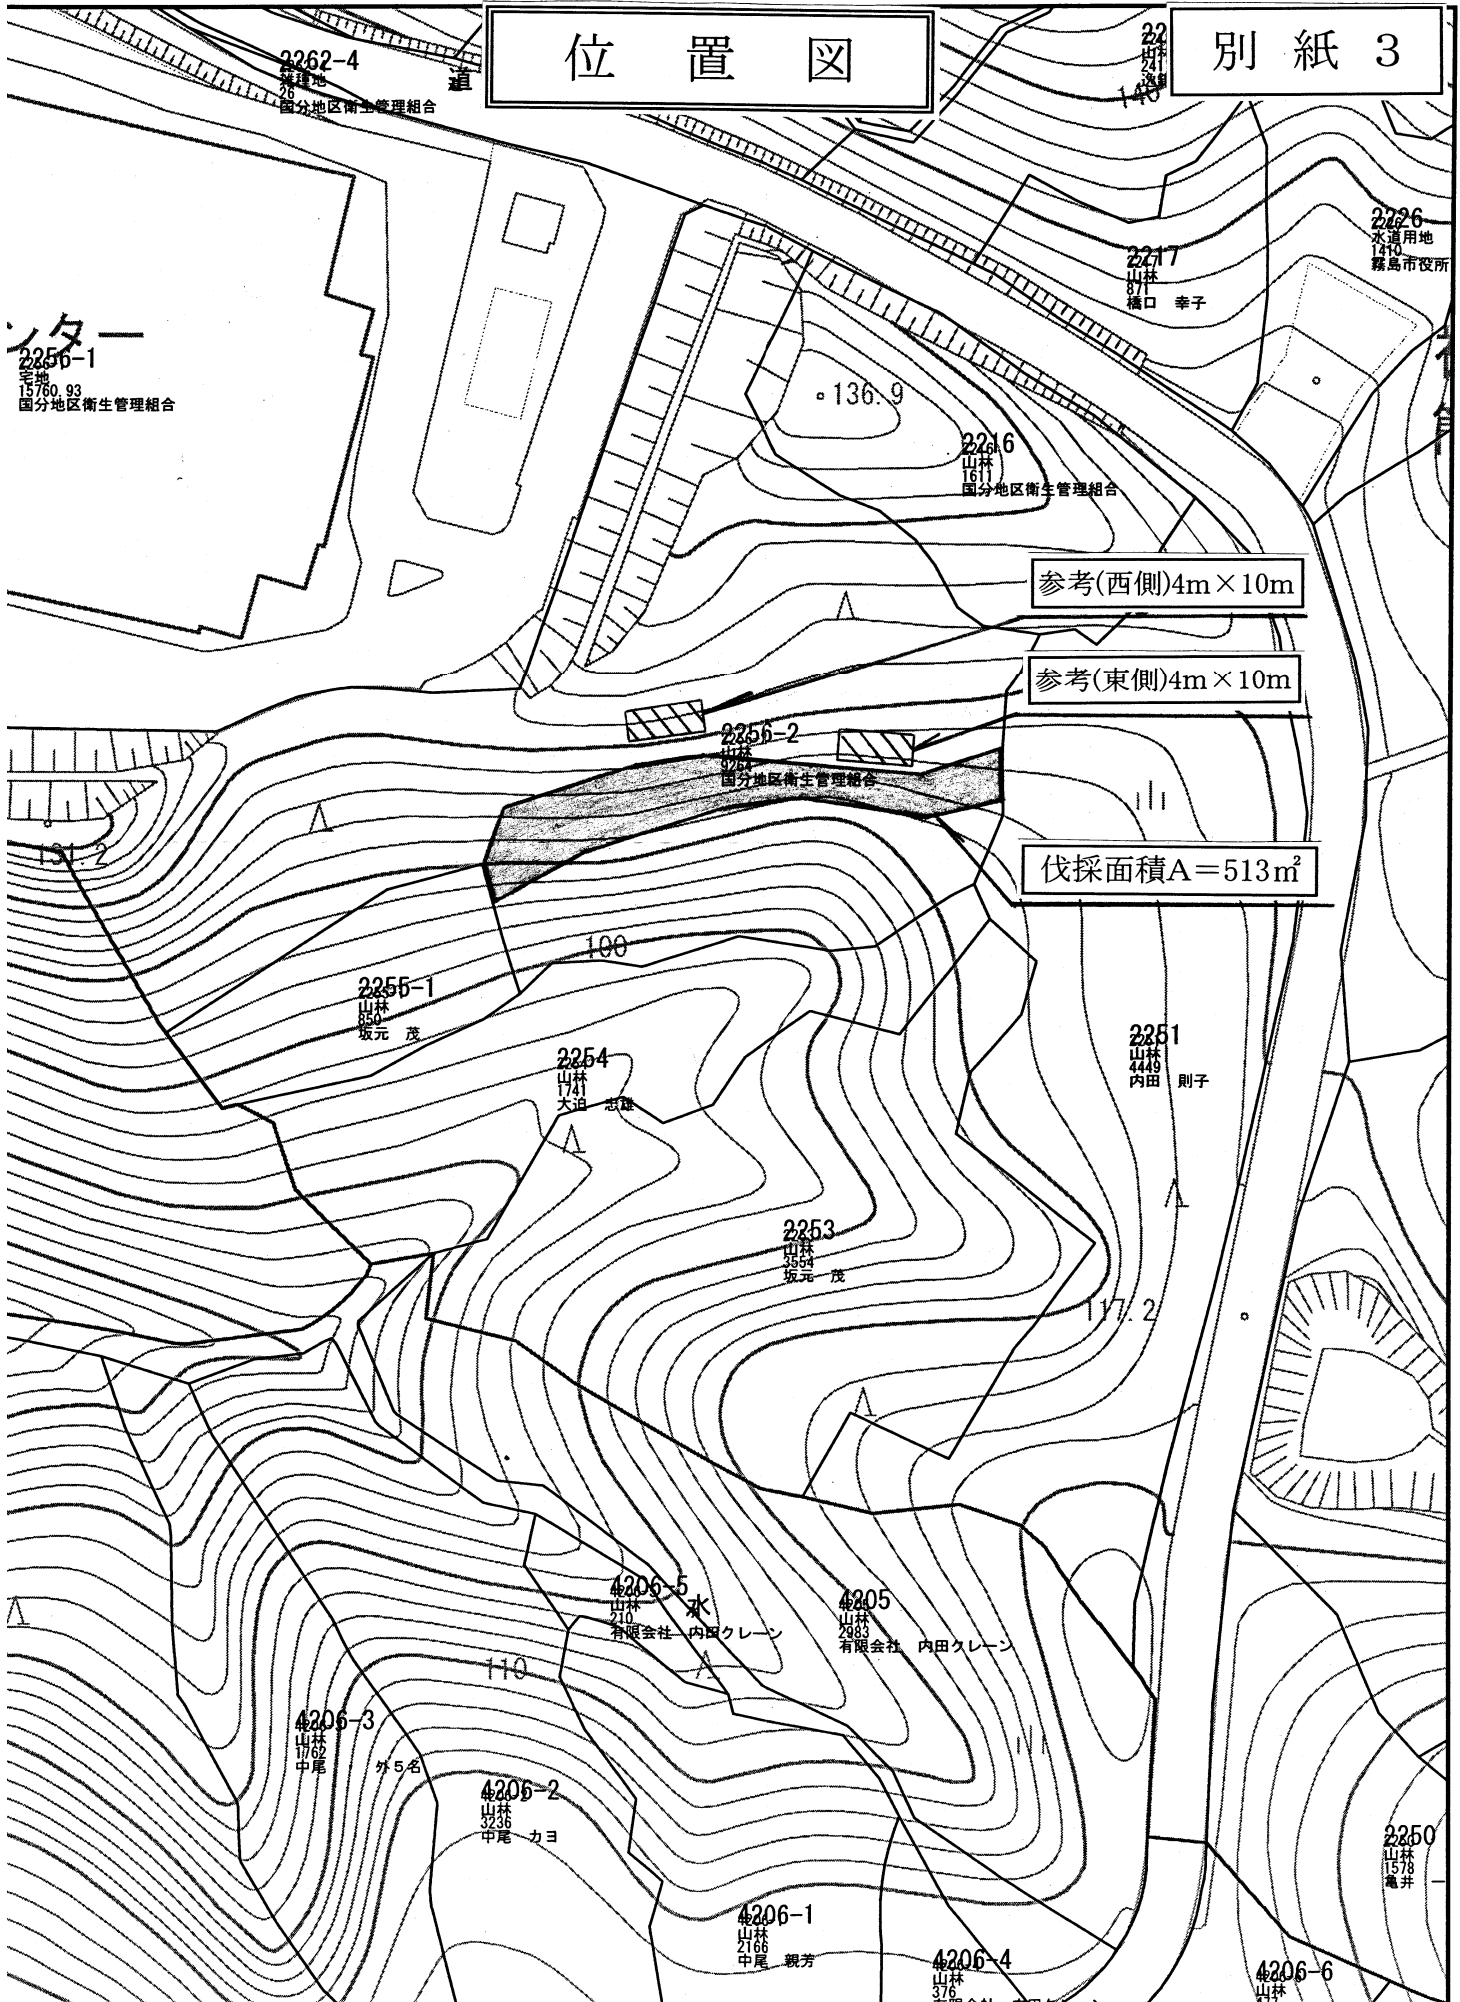 位置図
別紙 3
2262-4
雑種地
26
国分地区衛生管理組合
道
22
山林
241
140
2226
水道用地
1410
霧島市役所
2217
山林
871
橋口 幸子
ンター
2256-1
宅地
15760.93
国分地区衛生管理組合
136.9
2216
山林
1611
国分地区衛生管理組合
参考(西側)4m×10m
参考(東側)4m×10m
2256-2
山林
9264
国分地区衛生管理組合
131.2
伐採面積A=513㎡
100
2255-1
山林
850
坂元 茂
2254
山林
1741
大迫 忠雄
2251
山林
4449
内田 則子
2253
山林
3554
坂元 茂
117.2
4206-5
山林
210
有限会社 内田クレーン
水
4205
山林
2983
有限会社 内田クレーン
110
4206-3
山林
1762
中尾 外5名
4206-2
山林
3236
中尾 カヨ
2250
山林
1578
亀井 一
4206-1
山林
2166
中尾 親芳
4206-4
山林
376
4206-6
山林